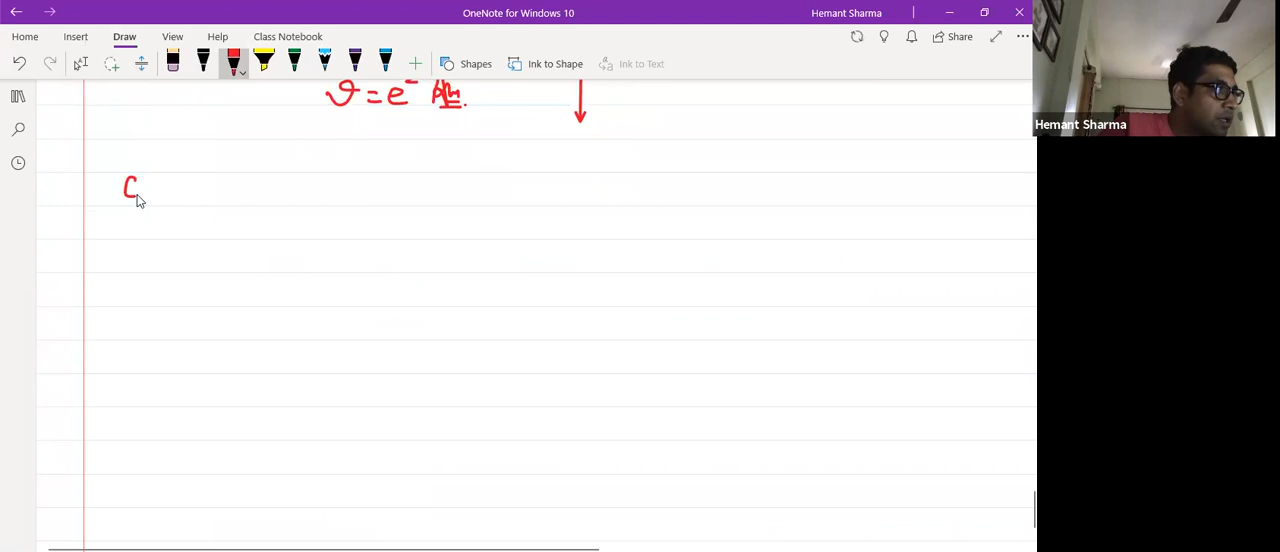 OneNote for Windows 10
Hemant Sharma
Home Insert Draw View Help Class Notebook
Share
Shapes Ink to Shape Ink to Text
Hemant Sharma
𝜗 = e²
C